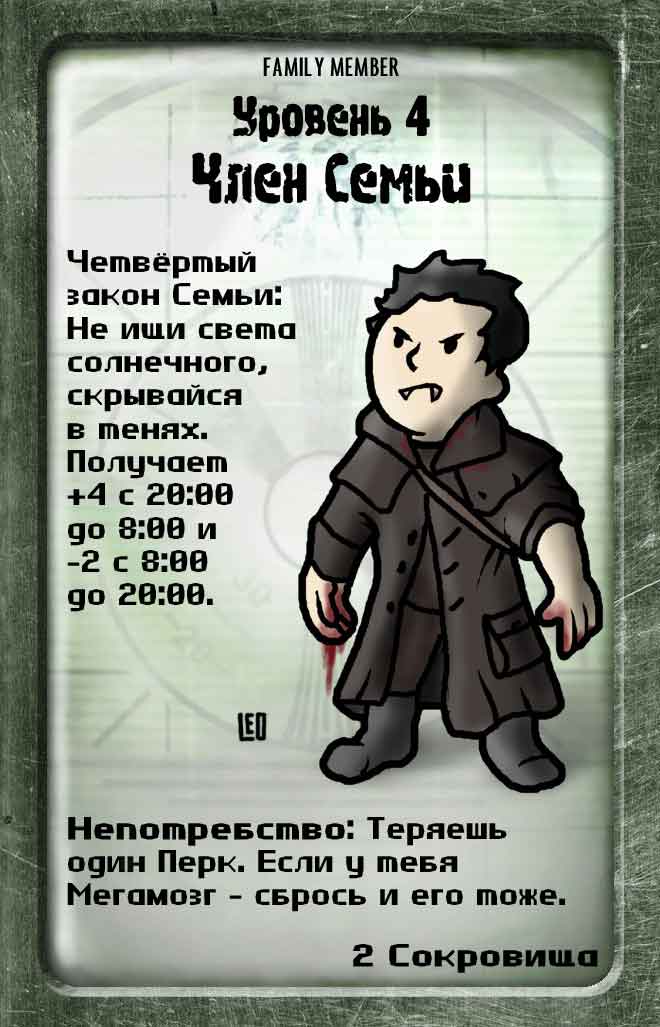 FAMILY MEMBER
Уровень 4
Член Семьи
Четвёртый
закон Семьи:
Не ищи света
солнечного,
скрывайся
в тенях.
Получает
+4 с 20:00
до 8:00 и
-2 с 8:00
до 20:00.
LEO
Непотребство: Теряешь
один Перк. Если у тебя
Мегамозг - сбрось и его тоже.
2 Сокровища